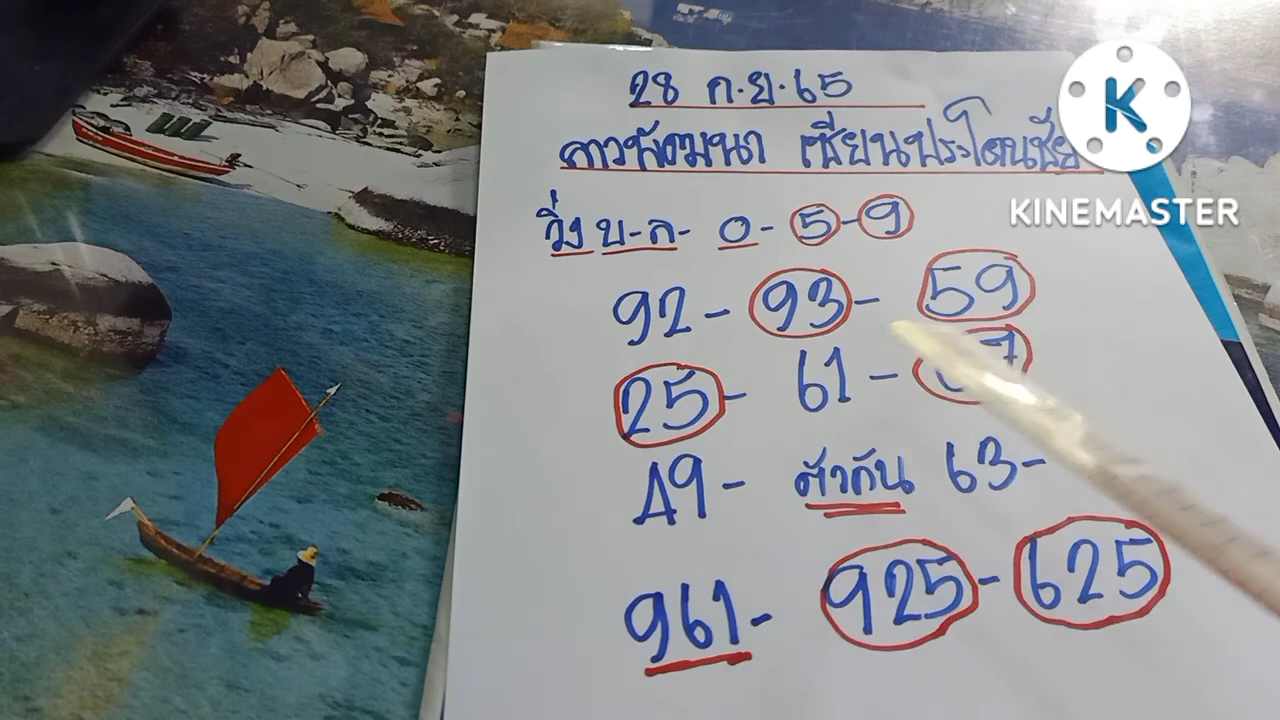 28 ก.ย.65
ลาวพัฒนา เซียนประโคนชัย
วิ่ง บ-ล- 0-5-9
92-93-59
25-61-
49- ตัวกัน 63-
961-925-625
KINEMASTER